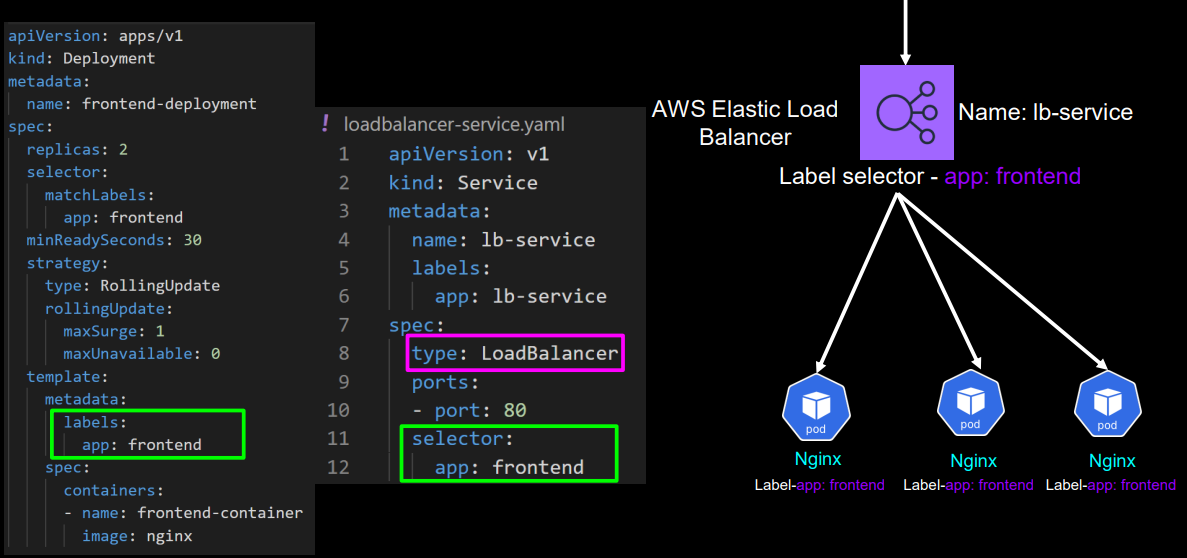 apiVersion: apps/v1
kind: Deployment
metadata:
  name: frontend-deployment
spec:
  replicas: 2
  selector:
    matchLabels:
      app: frontend
  minReadySeconds: 30
  strategy:
    type: RollingUpdate
    rollingUpdate:
      maxSurge: 1
      maxUnavailable: 0
  template:
    metadata:
      labels:
        app: frontend
    spec:
      containers:
      - name: frontend-container
        image: nginx
! loadbalancer-service.yaml
1 apiVersion: v1
2 kind: Service
3 metadata:
4   name: lb-service
5   labels:
6     app: lb-service
7 spec:
8   type: LoadBalancer
9   ports:
10   - port: 80
11   selector:
12     app: frontend
AWS Elastic Load
Balancer
Name: lb-service
Label selector - app: frontend
pod
pod
pod
Nginx
Nginx
Nginx
Label-app: frontend
Label-app: frontend
Label-app: frontend